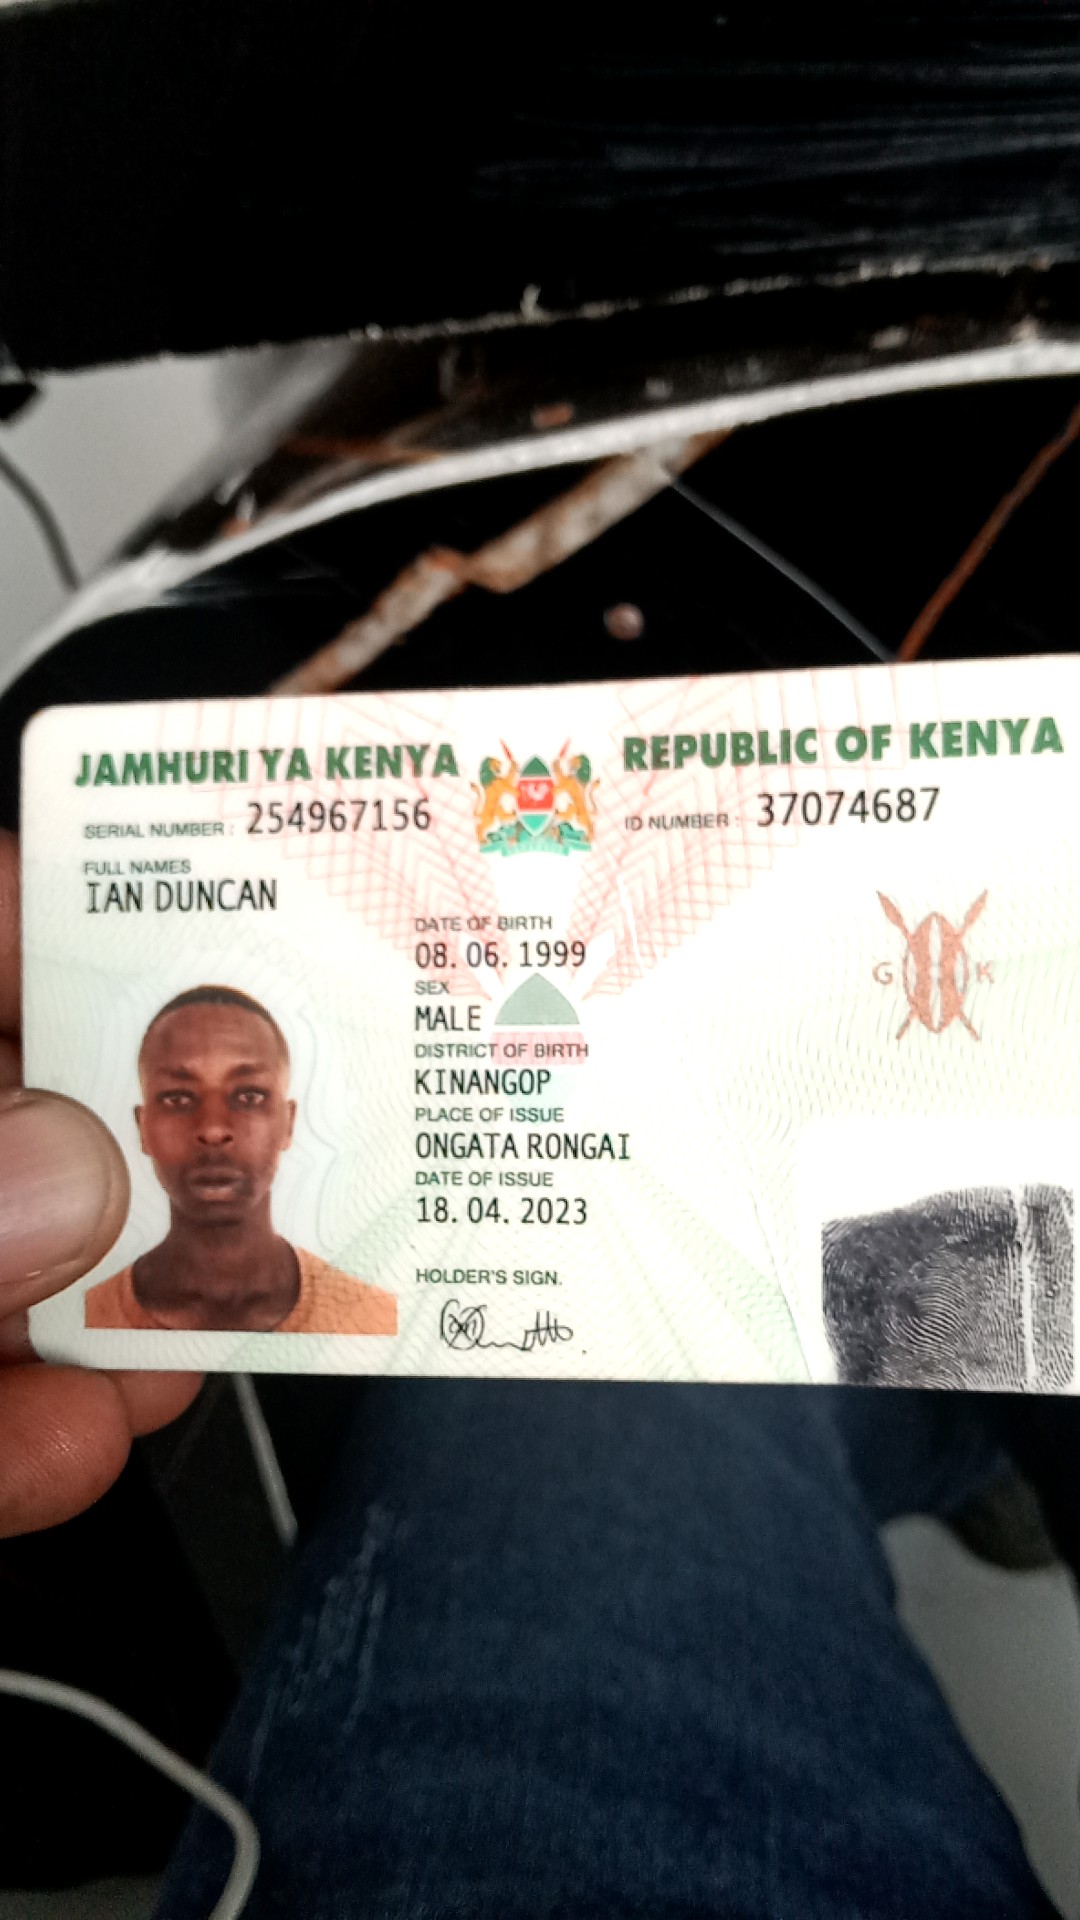 JAMHURI YA KENYA
REPUBLIC OF KENYA
SERIAL NUMBER : 254967156
ID NUMBER : 37074687
FULL NAMES
IAN DUNCAN
DATE OF BIRTH
08. 06. 1999
SEX
MALE
DISTRICT OF BIRTH
KINANGOP
PLACE OF ISSUE
ONGATA RONGAI
DATE OF ISSUE
18. 04. 2023
HOLDER'S SIGN.
G K